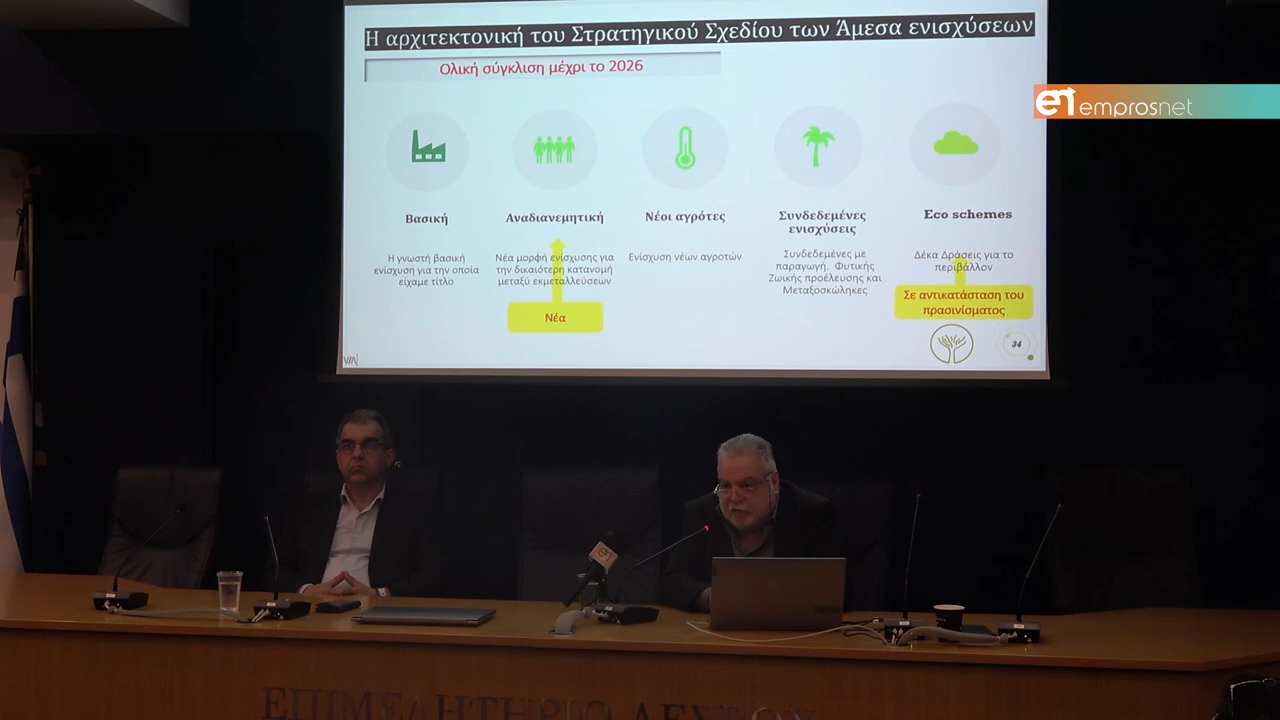 Η αρχιτεκτονική του Στρατηγικού Σχεδίου των Άμεσα ενισχύσεων
Ολική σύγκλιση μέχρι το 2026
emprosnet
Βασική
Η γνωστή βασική
ενίσχυση για την οποία
είχαμε τίτλο
Αναδιανεμητική
Νέα μορφή ενίσχυσης για
την δικαιότερη κατανομή
μεταξύ εκμεταλλεύσεων
Νέα
Νέοι αγρότες
Ενίσχυση νέων αγροτών
Συνδεδεμένες
ενισχύσεις
Συνδεδεμένες με
παραγωγή. Φυτικής
Ζωικής προέλευσης και
Μεταξοσκώληκες
Eco schemes
Δέκα Δράσεις για το
περιβάλλον
Σε αντικατάσταση του
πρασινίσματος
34
ΕΠΙΜΕΛΗΤΗΡΙΟ ΛΕΣΒΟΥ